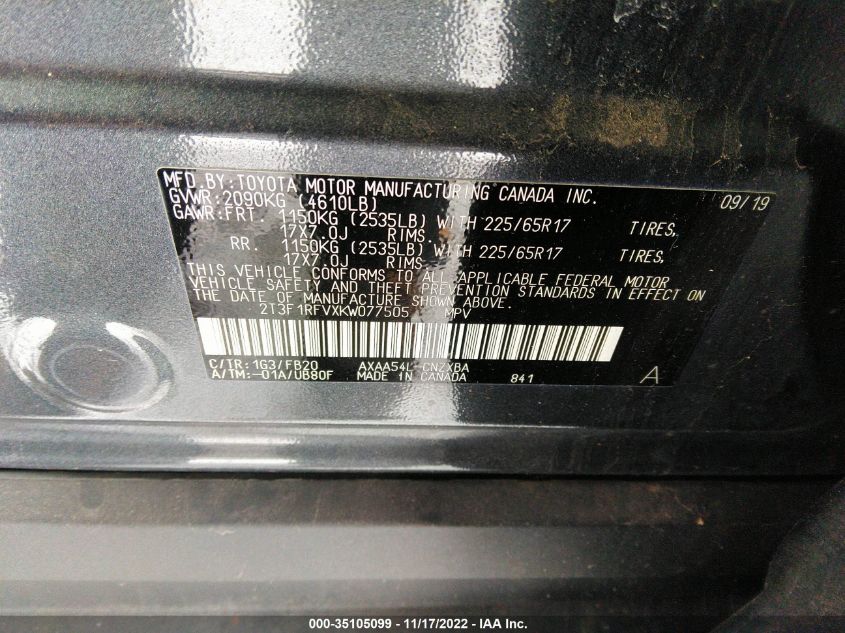 MFD.BY:TOYOTA MOTOR MANUFACTURING CANADA INC. 09/19
GVWR:2090KG (4610LB)
GAWR:FRT. 1150KG (2535LB) WITH 225/65R17 TIRES,
17X7.0J RIMS.
RR. 1150KG (2535LB) WITH 225/65R17 TIRES,
17X7.0J RIMS.
THIS VEHICLE CONFORMS TO ALL APPLICABLE FEDERAL MOTOR
VEHICLE SAFETY AND THEFT PREVENTION STANDARDS IN EFFECT ON
THE DATE OF MANUFACTURE SHOWN ABOVE.
2T3F1RFVXKW077505 MPV
C/TR:1G3/FB20 AXAA54L-CNZXBA
A/TM:-01A/UB80F MADE IN CANADA 841 A
000-35105099 - 11/17/2022 - IAA Inc.